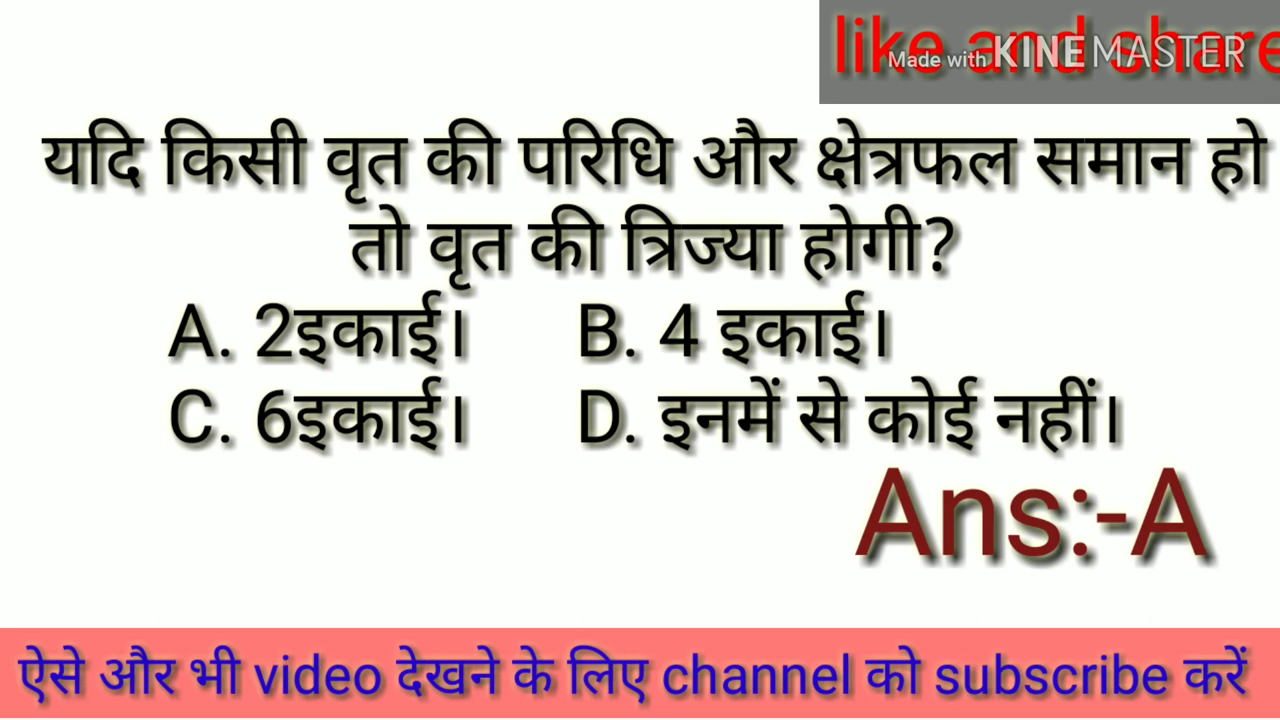 like and share
Made with KINEMASTER
यदि किसी वृत की परिधि और क्षेत्रफल समान हो
तो वृत की त्रिज्या होगी?
A. 2इकाई। B. 4 इकाई।
C. 6इकाई। D. इनमें से कोई नहीं।
Ans:-A
ऐसे और भी video देखने के लिए channel को subscribe करें